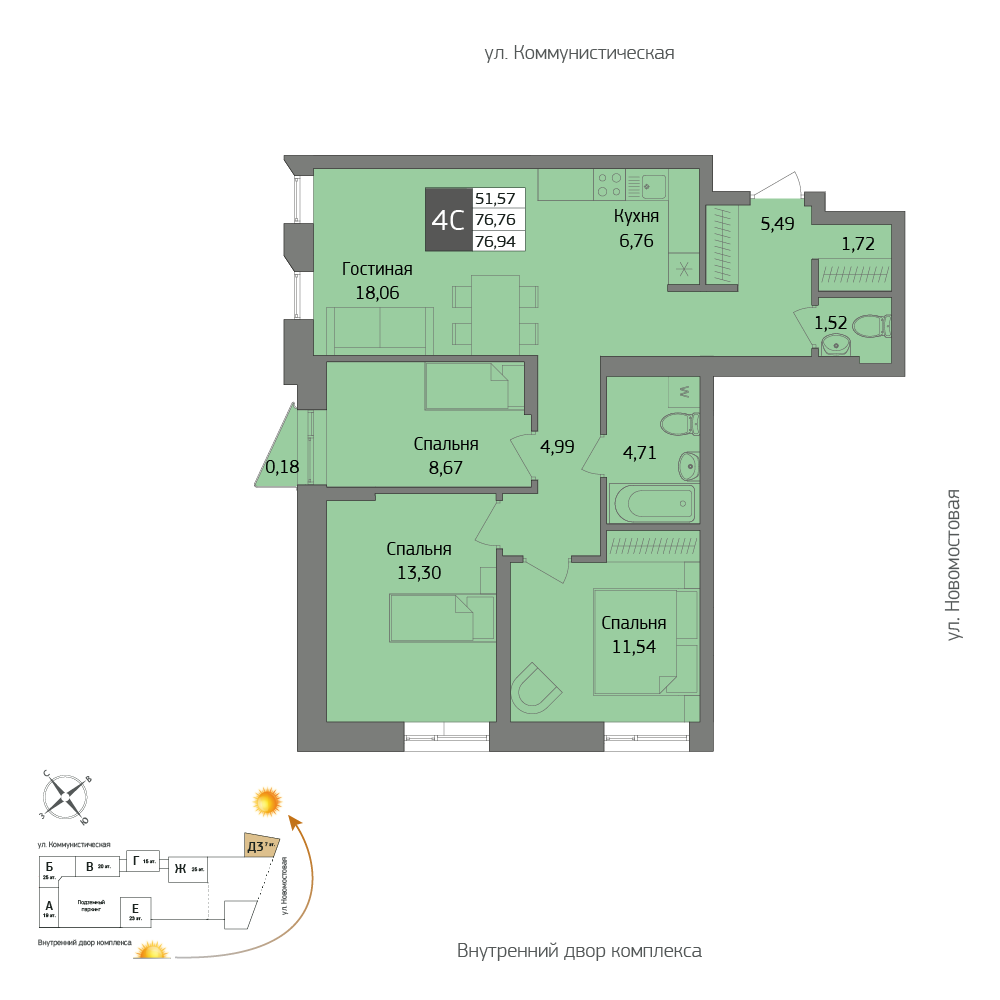 ул. Коммунистическая
4С
51,57
76,76
76,94
Кухня
6,76
5,49
1,72
Гостиная
18,06
1,52
Спальня
8,67
4,99
4,71
W
0,18
Спальня
13,30
Спальня
11,54
ул. Новомостовая
С
В
З
Ю
ул. Коммунистическая
Д3 7 эт.
Б
25 эт.
В 20 эт.
Г 15 эт.
Ж 25 эт.
А
19 эт.
Подземный
паркинг
Е
23 эт.
ул. Новомостовая
Внутренний двор комплекса
Внутренний двор комплекса